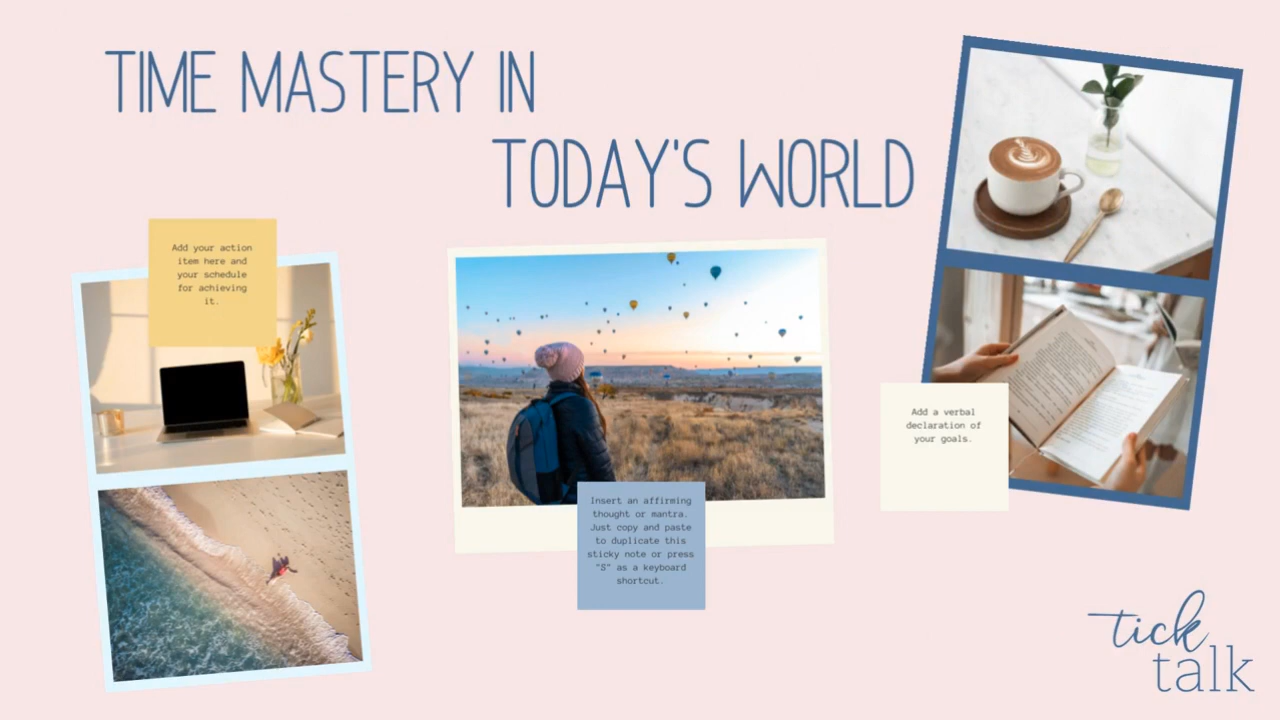 TIME MASTERY IN
TODAY'S WORLD
Add your action
item here and
your schedule
for achieving
it.
Insert an affirming
thought or mantra.
Just copy and paste
to duplicate this
sticky note or press
"S" as a keyboard
shortcut.
Add a verbal
declaration of
your goals.
tick
talk